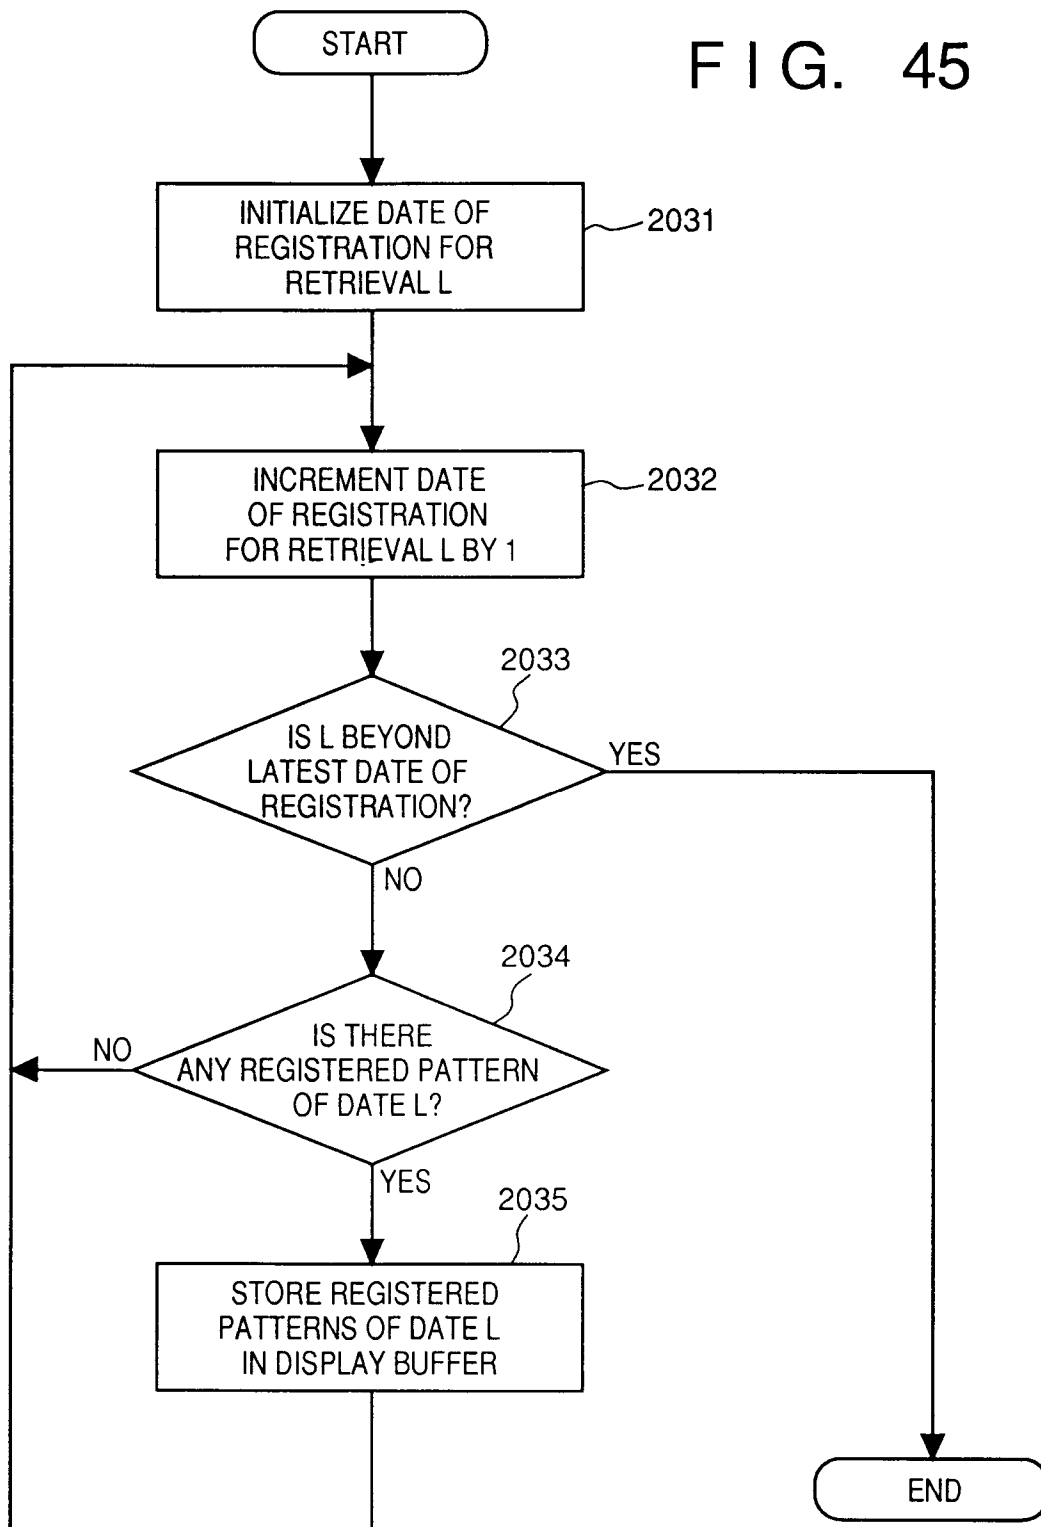 START
F I G. 45
INITIALIZE DATE OF
REGISTRATION FOR
RETRIEVAL L
2031
INCREMENT DATE
OF REGISTRATION
FOR RETRIEVAL L BY 1
2032
2033
IS L BEYOND
LATEST DATE OF
REGISTRATION?
YES
NO
2034
IS THERE
ANY REGISTERED PATTERN
OF DATE L?
NO
YES
2035
STORE REGISTERED
PATTERNS OF DATE L
IN DISPLAY BUFFER
END